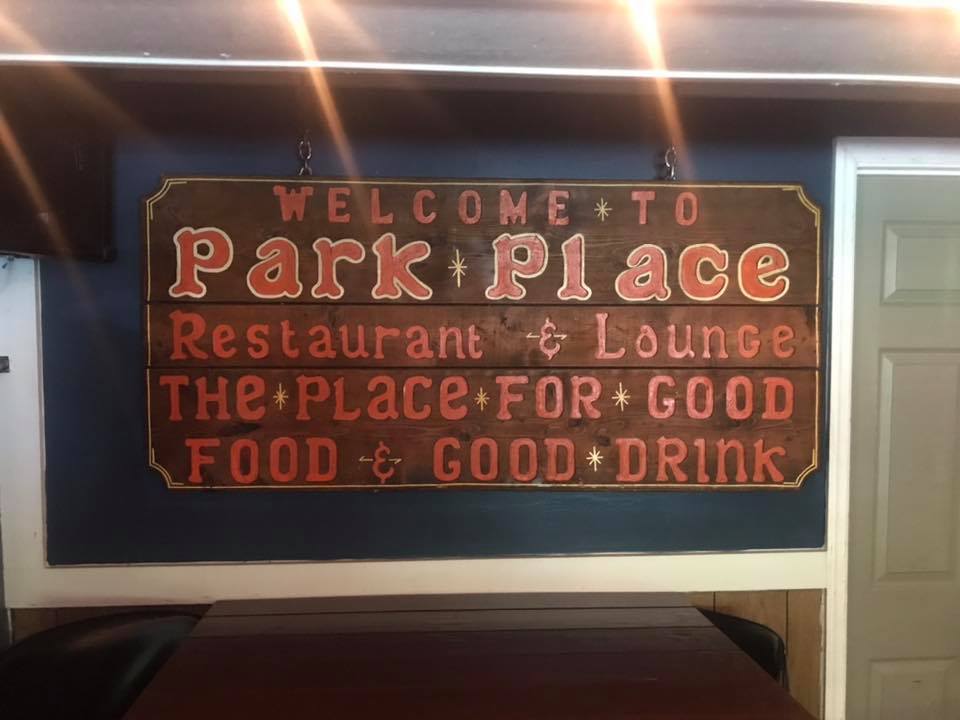 WELCOME * TO
Park * Place
Restaurant & Lounge
THE * PLACE * FOR * GOOD
FOOD & GOOD * DRINK